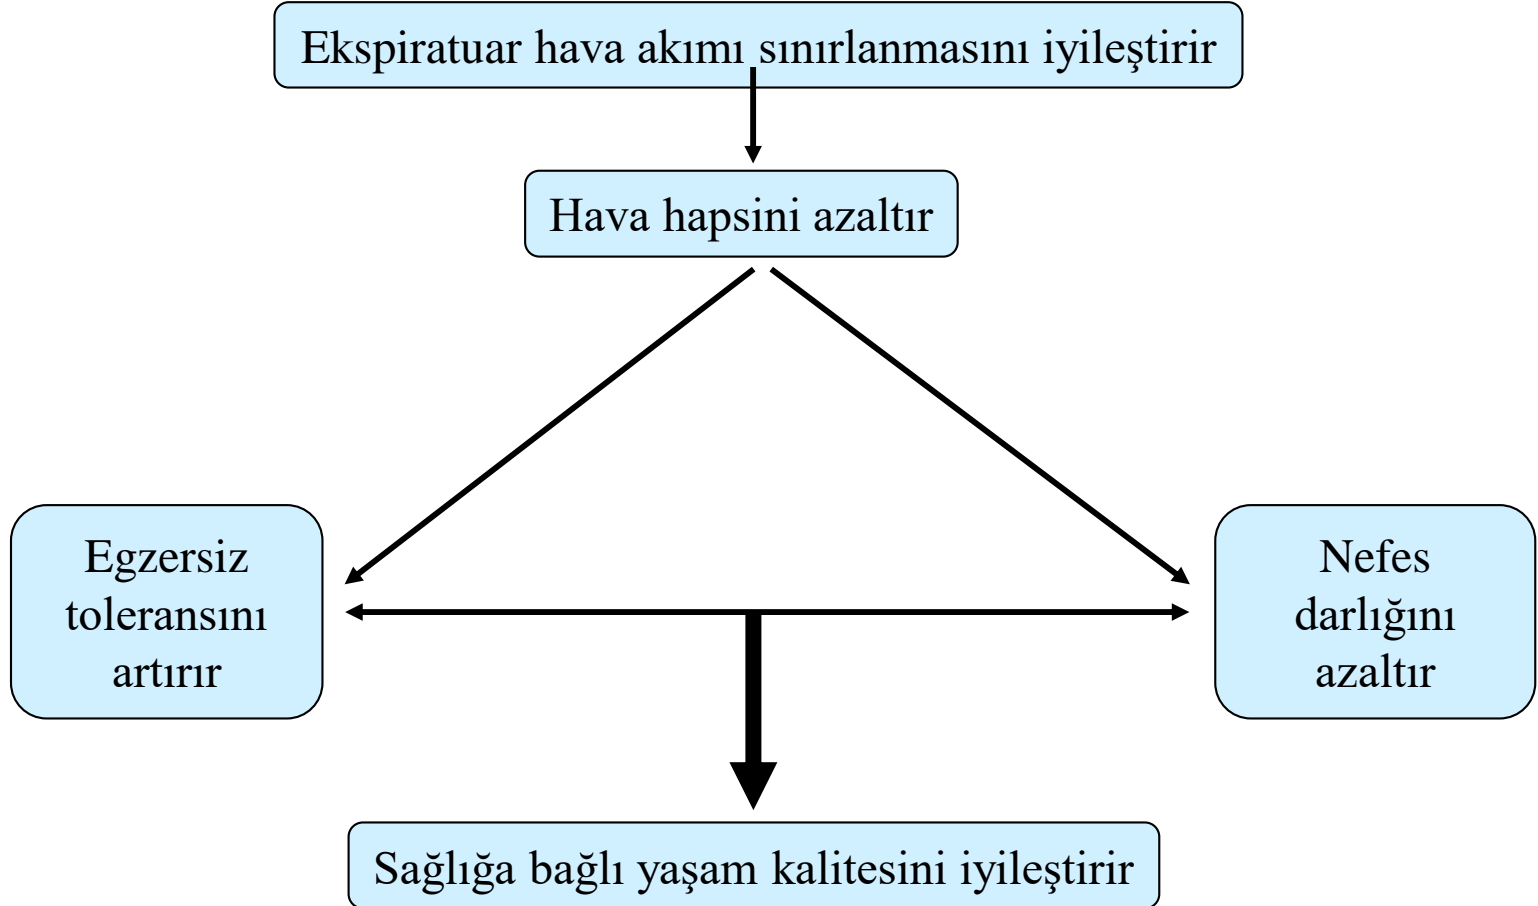 Ekspiratuar hava akımı sınırlanmasını iyileştirir
Hava hapsini azaltır
Egzersiz
toleransını
artırır
Nefes
darlığını
azaltır
Sağlığa bağlı yaşam kalitesini iyileştirir